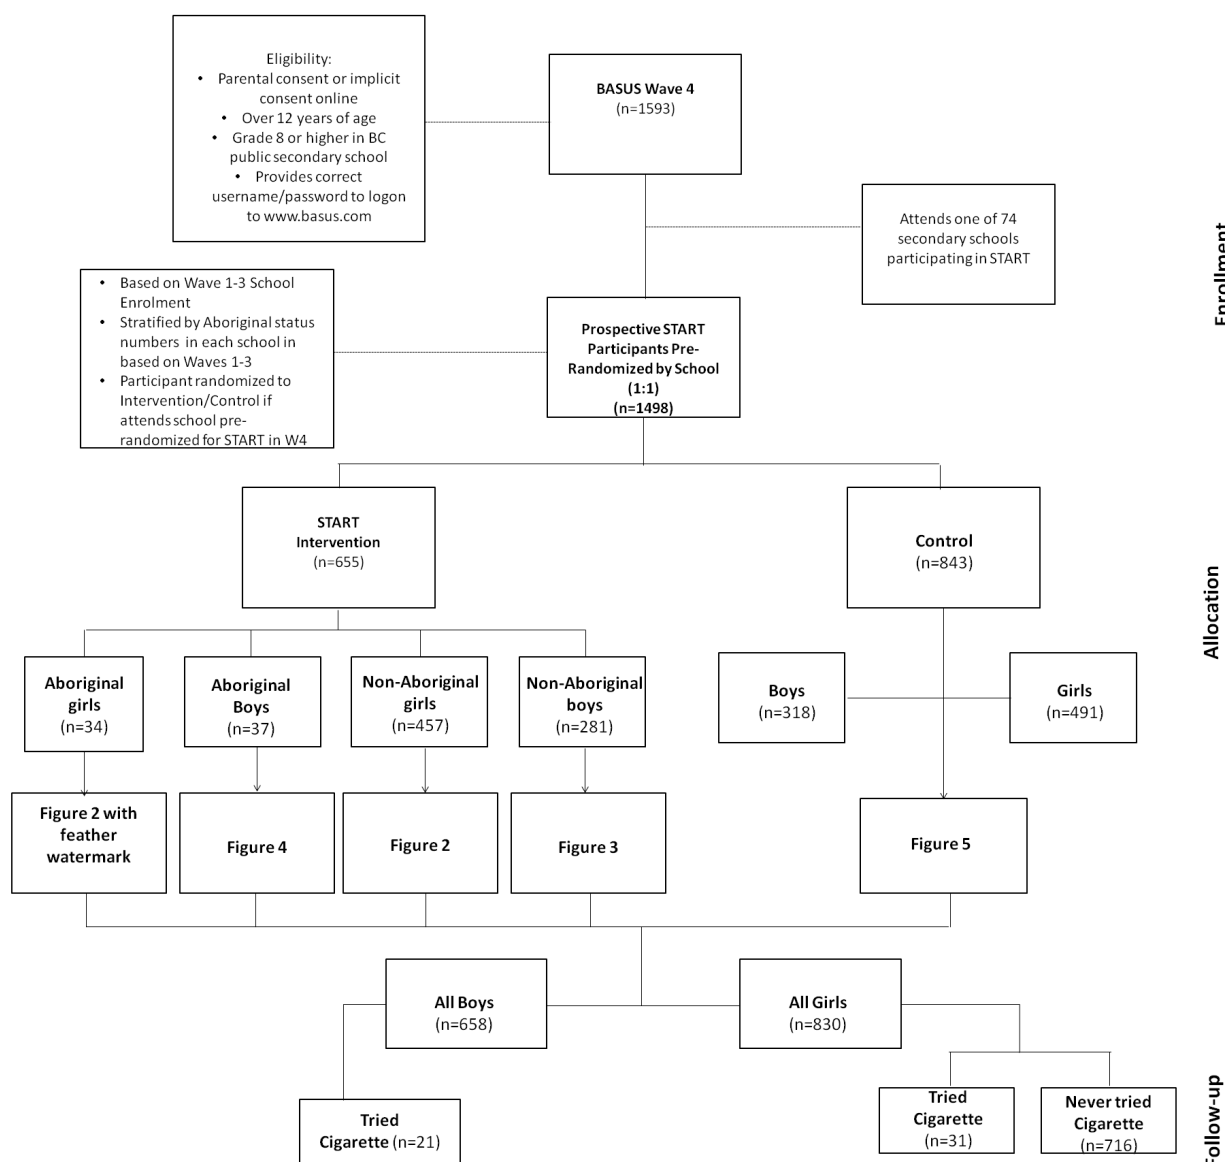 Eligibility:
• Parental consent or implicit
consent online
• Over 12 years of age
• Grade 8 or higher in BC
public secondary school
• Provides correct
username/password to logon
to www.basus.com
BASUS Wave 4
(n=1593)
Attends one of 74
secondary schools
participating in START
Enrollment
• Based on Wave 1-3 School
Enrolment
• Stratified by Aboriginal status
numbers in each school in
based on Waves 1-3
• Participant randomized to
Intervention/Control if
attends school pre-
randomized for START in W4
Prospective START
Participants Pre-
Randomized by School
(1:1)
(n=1498)
START
Intervention
(n=655)
Control
(n=843)
Allocation
Aboriginal
girls
(n=34)
Aboriginal
Boys
(n=37)
Non-Aboriginal
girls
(n=457)
Non-Aboriginal
boys
(n=281)
Boys
(n=318)
Girls
(n=491)
Figure 2 with
feather
watermark
Figure 4
Figure 2
Figure 3
Figure 5
All Boys
(n=658)
All Girls
(n=830)
Follow-up
Tried
Cigarette (n=21)
Tried
Cigarette
(n=31)
Never tried
Cigarette
(n=716)